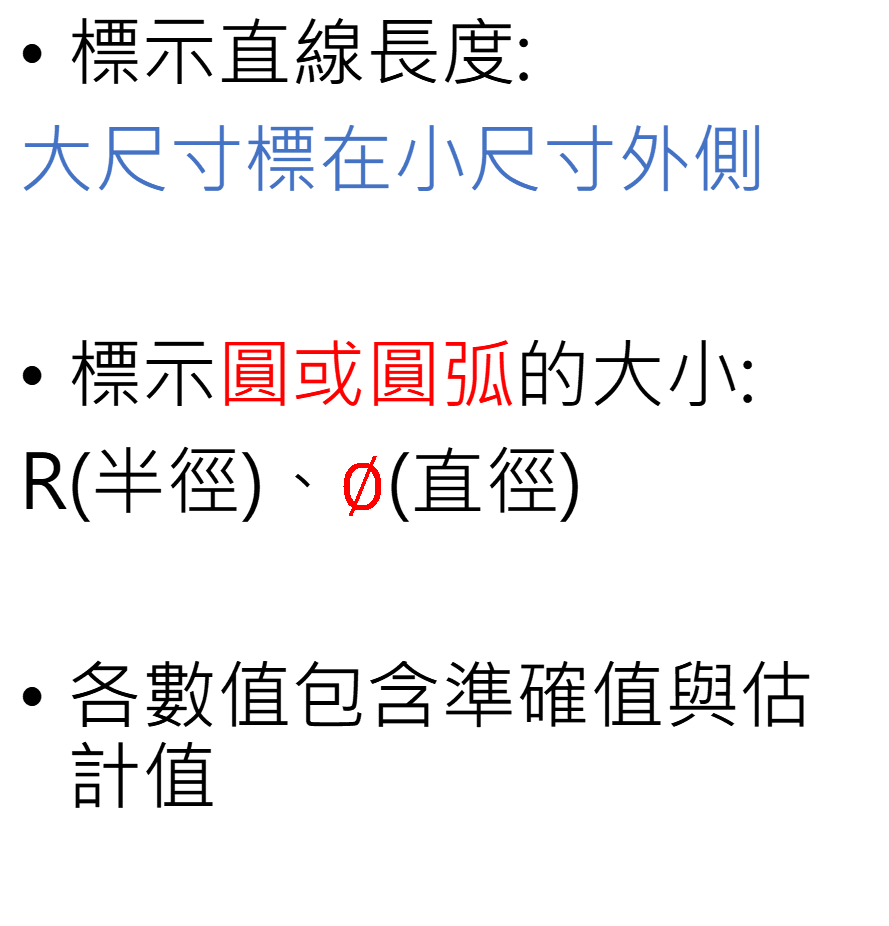 • 標示直線長度:
大尺寸標在小尺寸外側
• 標示圓或圓弧的大小:
R(半徑)、ø(直徑)
• 各數值包含準確值與估
計值